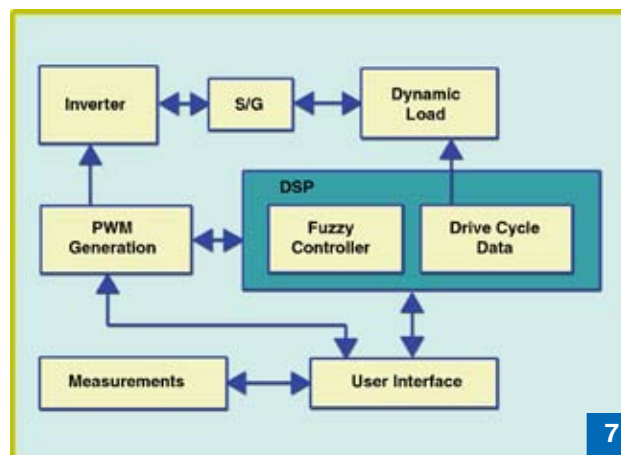 Inverter
S/G
Dynamic
Load
DSP
PWM
Generation
Fuzzy
Controller
Drive Cycle
Data
Measurements
User Interface
7